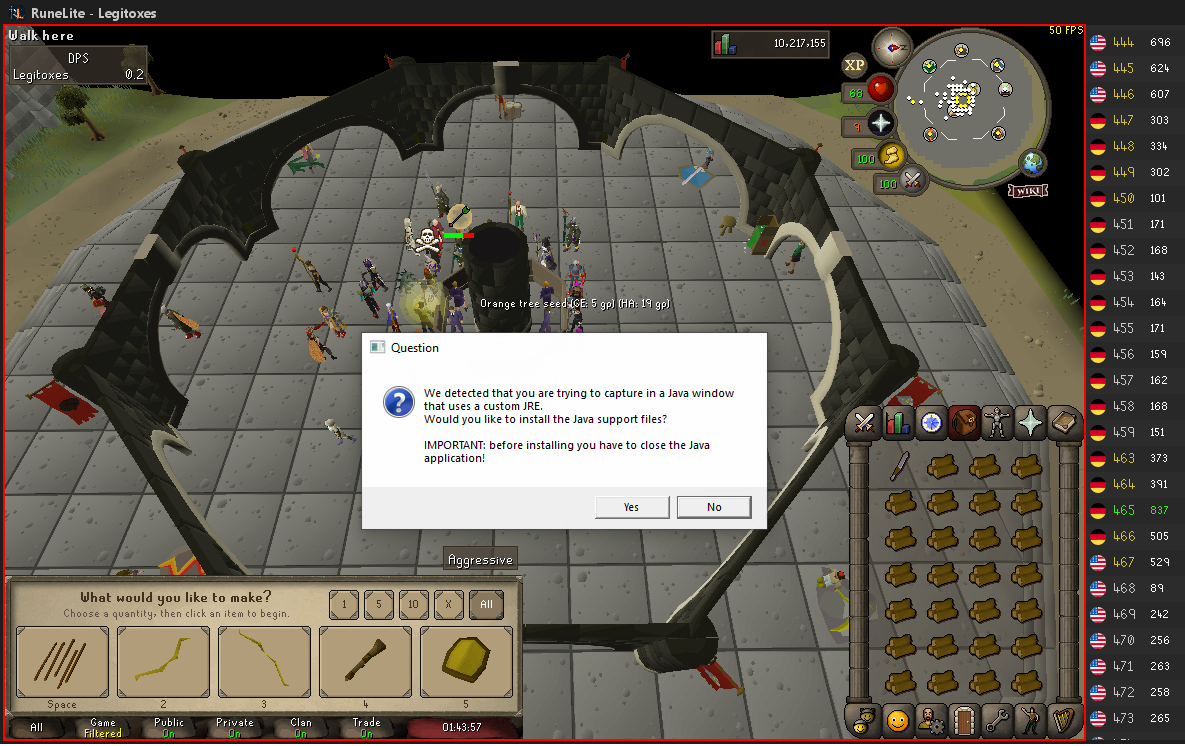 RuneLite - Legitoxes
Walk here
DPS
Legitoxes 0.2
10,217,155
50 FPS
XP
68
9
100
100
WIKI
Orange tree seed (GE: 5 gp) (HA: 19 gp)
Question
We detected that you are trying to capture in a Java window
that uses a custom JRE.
Would you like to install the Java support files?
IMPORTANT: before installing you have to close the Java
application!
Yes No
Aggressive
What would you like to make?
Choose a quantity, then click an item to begin.
1 5 10 X All
Space 2 3 4 5
All
Game
Filtered
Public
On
Private
On
Clan
On
Trade
On
01:43:57
444 696
445 624
446 607
447 303
448 334
449 302
450 101
451 171
452 168
453 143
454 164
455 171
456 159
457 162
458 168
459 151
463 373
464 391
465 837
466 505
467 529
468 89
469 242
470 256
471 263
472 258
473 265